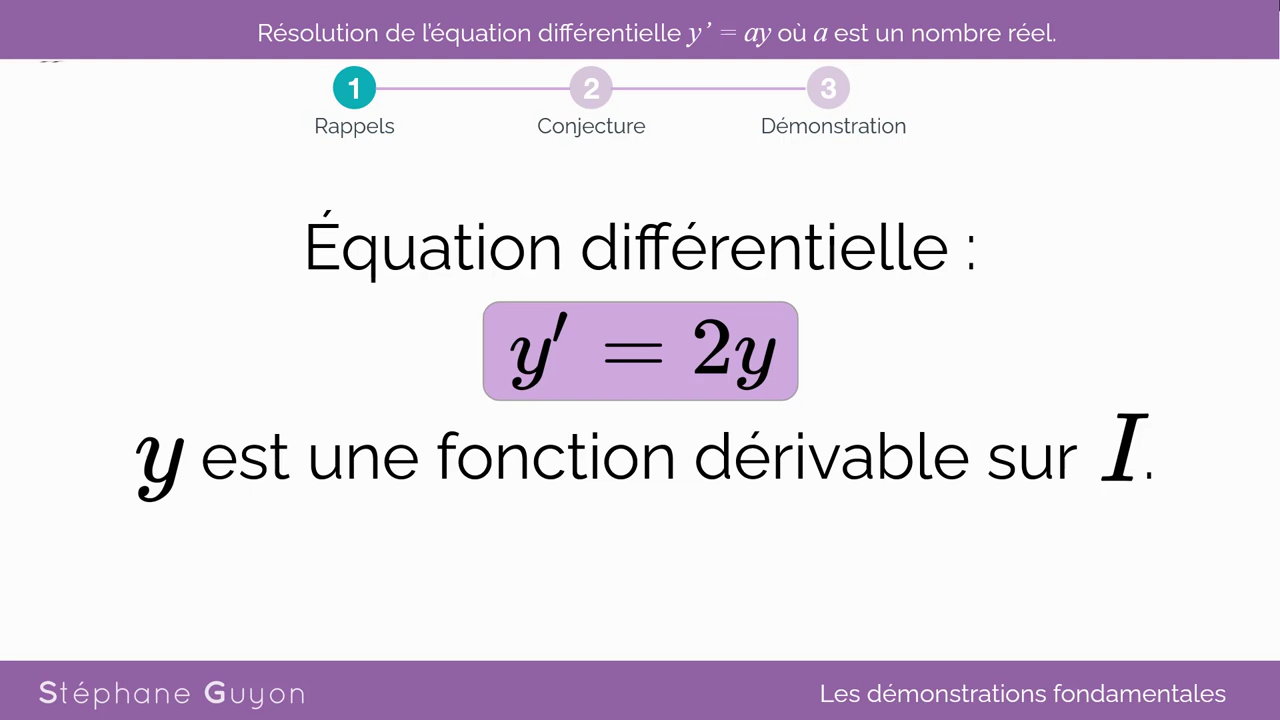 Résolution de l'équation différentielle y' = ay où a est un nombre réel.
1 2 3
Rappels Conjecture Démonstration
Équation différentielle :
y′ = 2y
y est une fonction dérivable sur I.
Stéphane Guyon Les démonstrations fondamentales